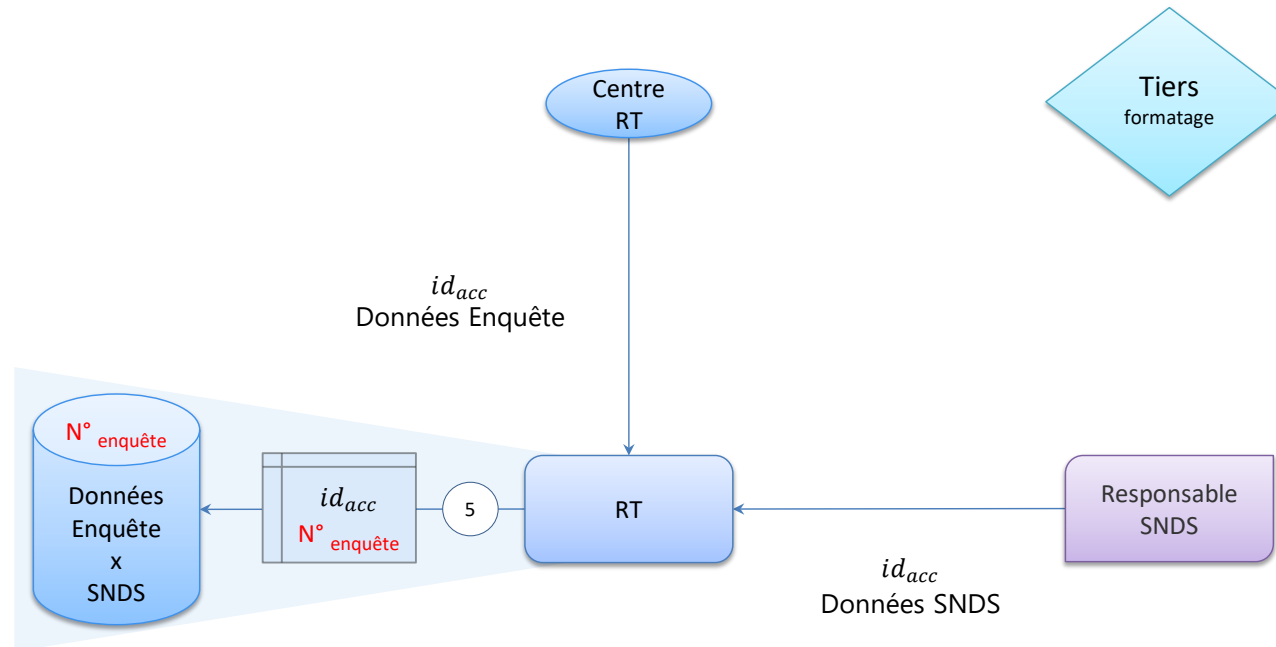 Centre
RT
Tiers
formatage
id_acc
Données Enquête
N° enquête
Données
Enquête
x
SNDS
id_acc
N° enquête
5
RT
Responsable
SNDS
id_acc
Données SNDS